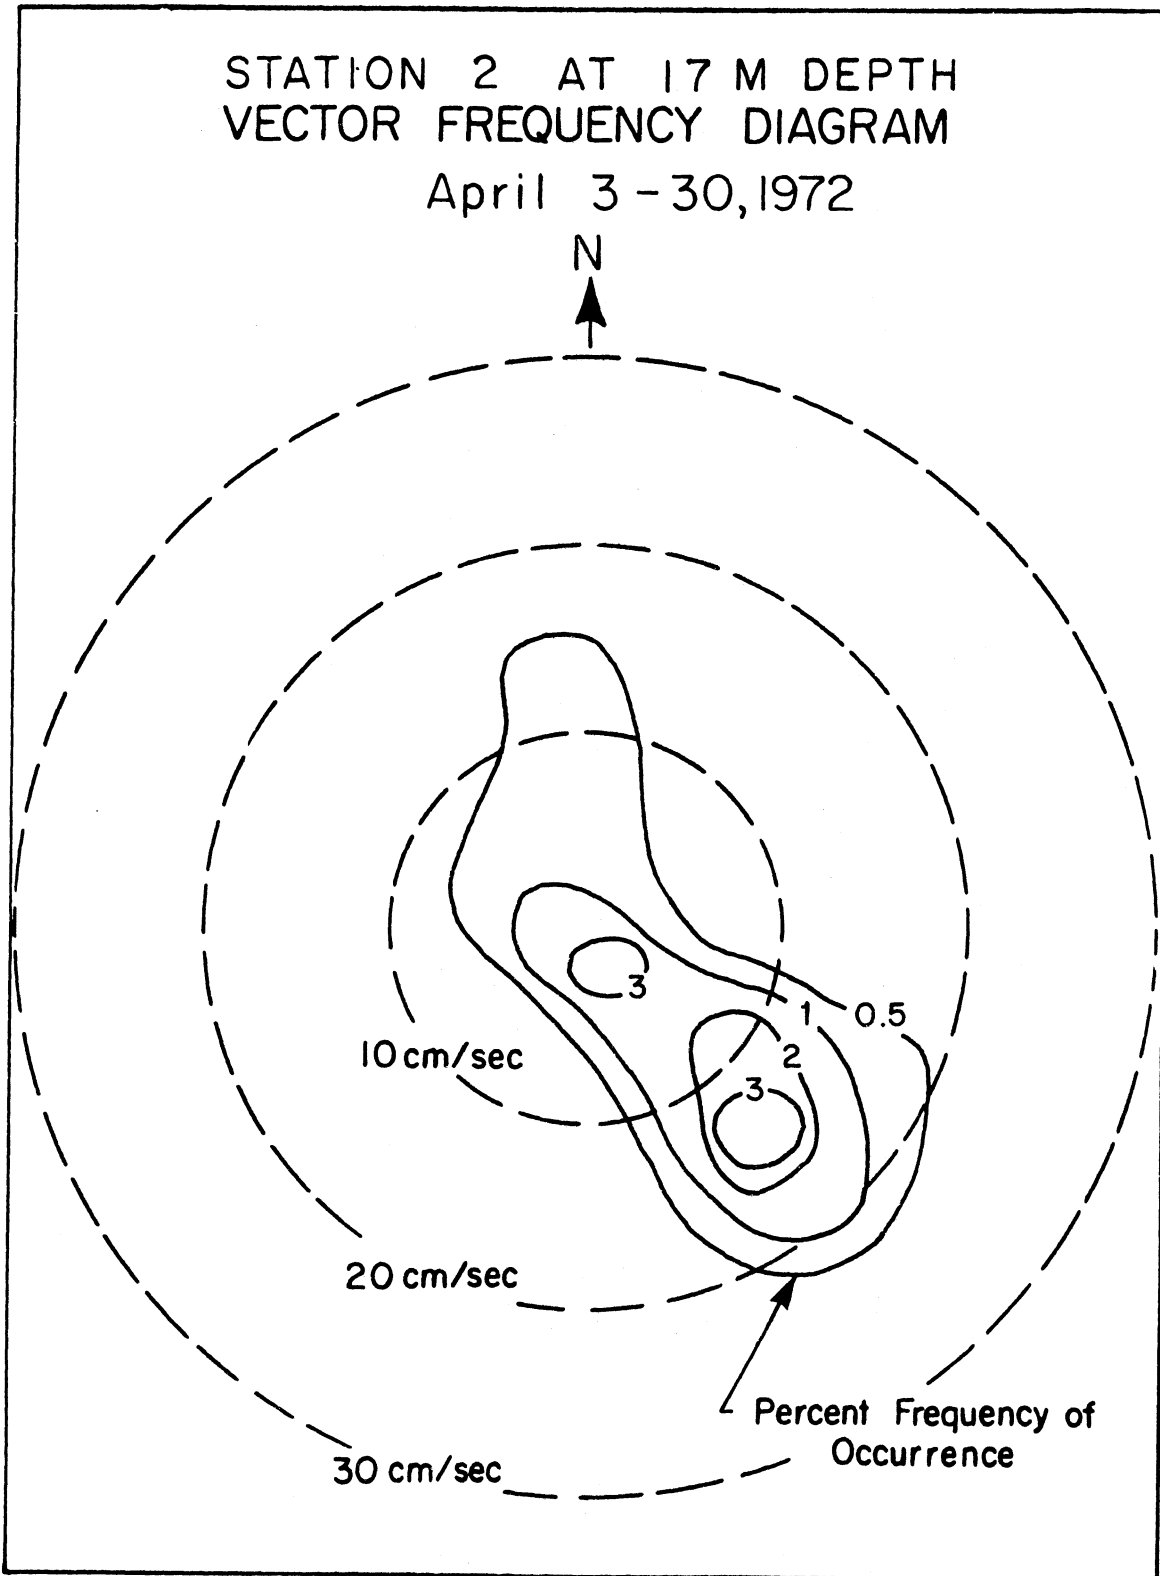 STATION 2 AT 17 M DEPTH
VECTOR FREQUENCY DIAGRAM
April 3-30, 1972
N
3
1
0.5
2
3
10 cm/sec
20 cm/sec
30 cm/sec
Percent Frequency of
Occurrence